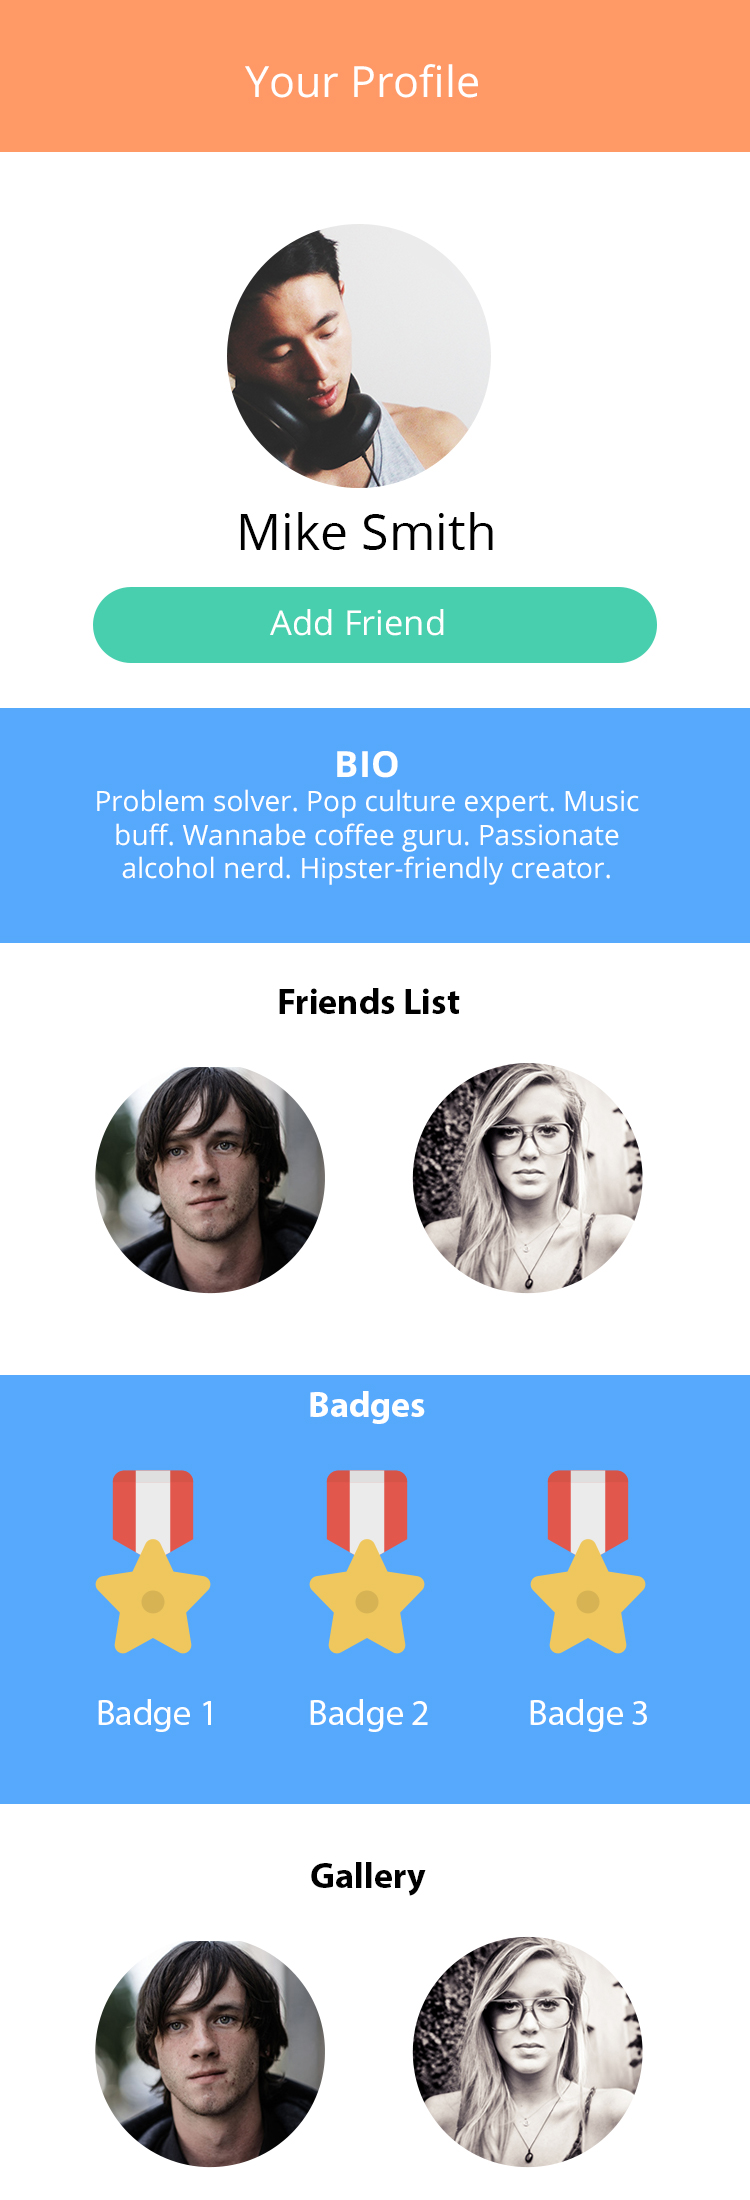 Your Profile
Mike Smith
Add Friend
BIO
Problem solver. Pop culture expert. Music
buff. Wannabe coffee guru. Passionate
alcohol nerd. Hipster-friendly creator.
Friends List
Badges
Badge 1
Badge 2
Badge 3
Gallery